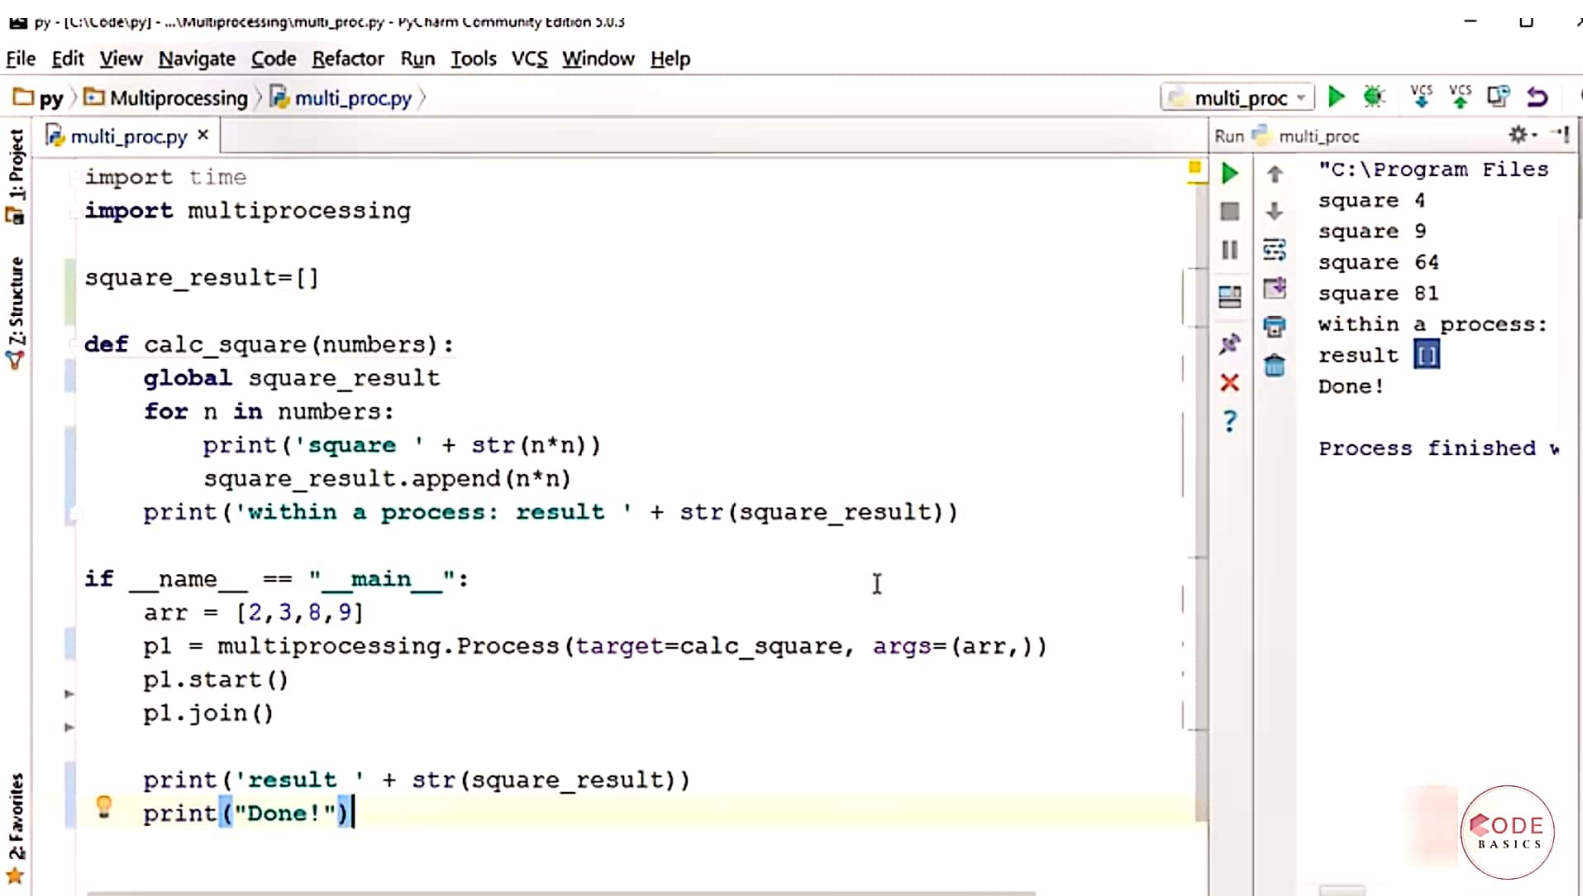 py - [C:\Code\py] - ...\Multiprocessing\multi_proc.py - PyCharm Community Edition 5.0.3
File Edit View Navigate Code Refactor Run Tools VCS Window Help
py Multiprocessing multi_proc.py multi_proc VCS VCS
multi_proc.py
Run multi_proc
1: Project
Z: Structure
2: Favorites
import time
import multiprocessing
square_result=[]
def calc_square(numbers):
global square_result
for n in numbers:
print('square ' + str(n*n))
square_result.append(n*n)
print('within a process: result ' + str(square_result))
if __name__ == "__main__":
arr = [2,3,8,9]
p1 = multiprocessing.Process(target=calc_square, args=(arr,))
p1.start()
p1.join()
print('result ' + str(square_result))
print("Done!")
"C:\Program Files
square 4
square 9
square 64
square 81
within a process:
result []
Done!
Process finished
CODE
BASICS